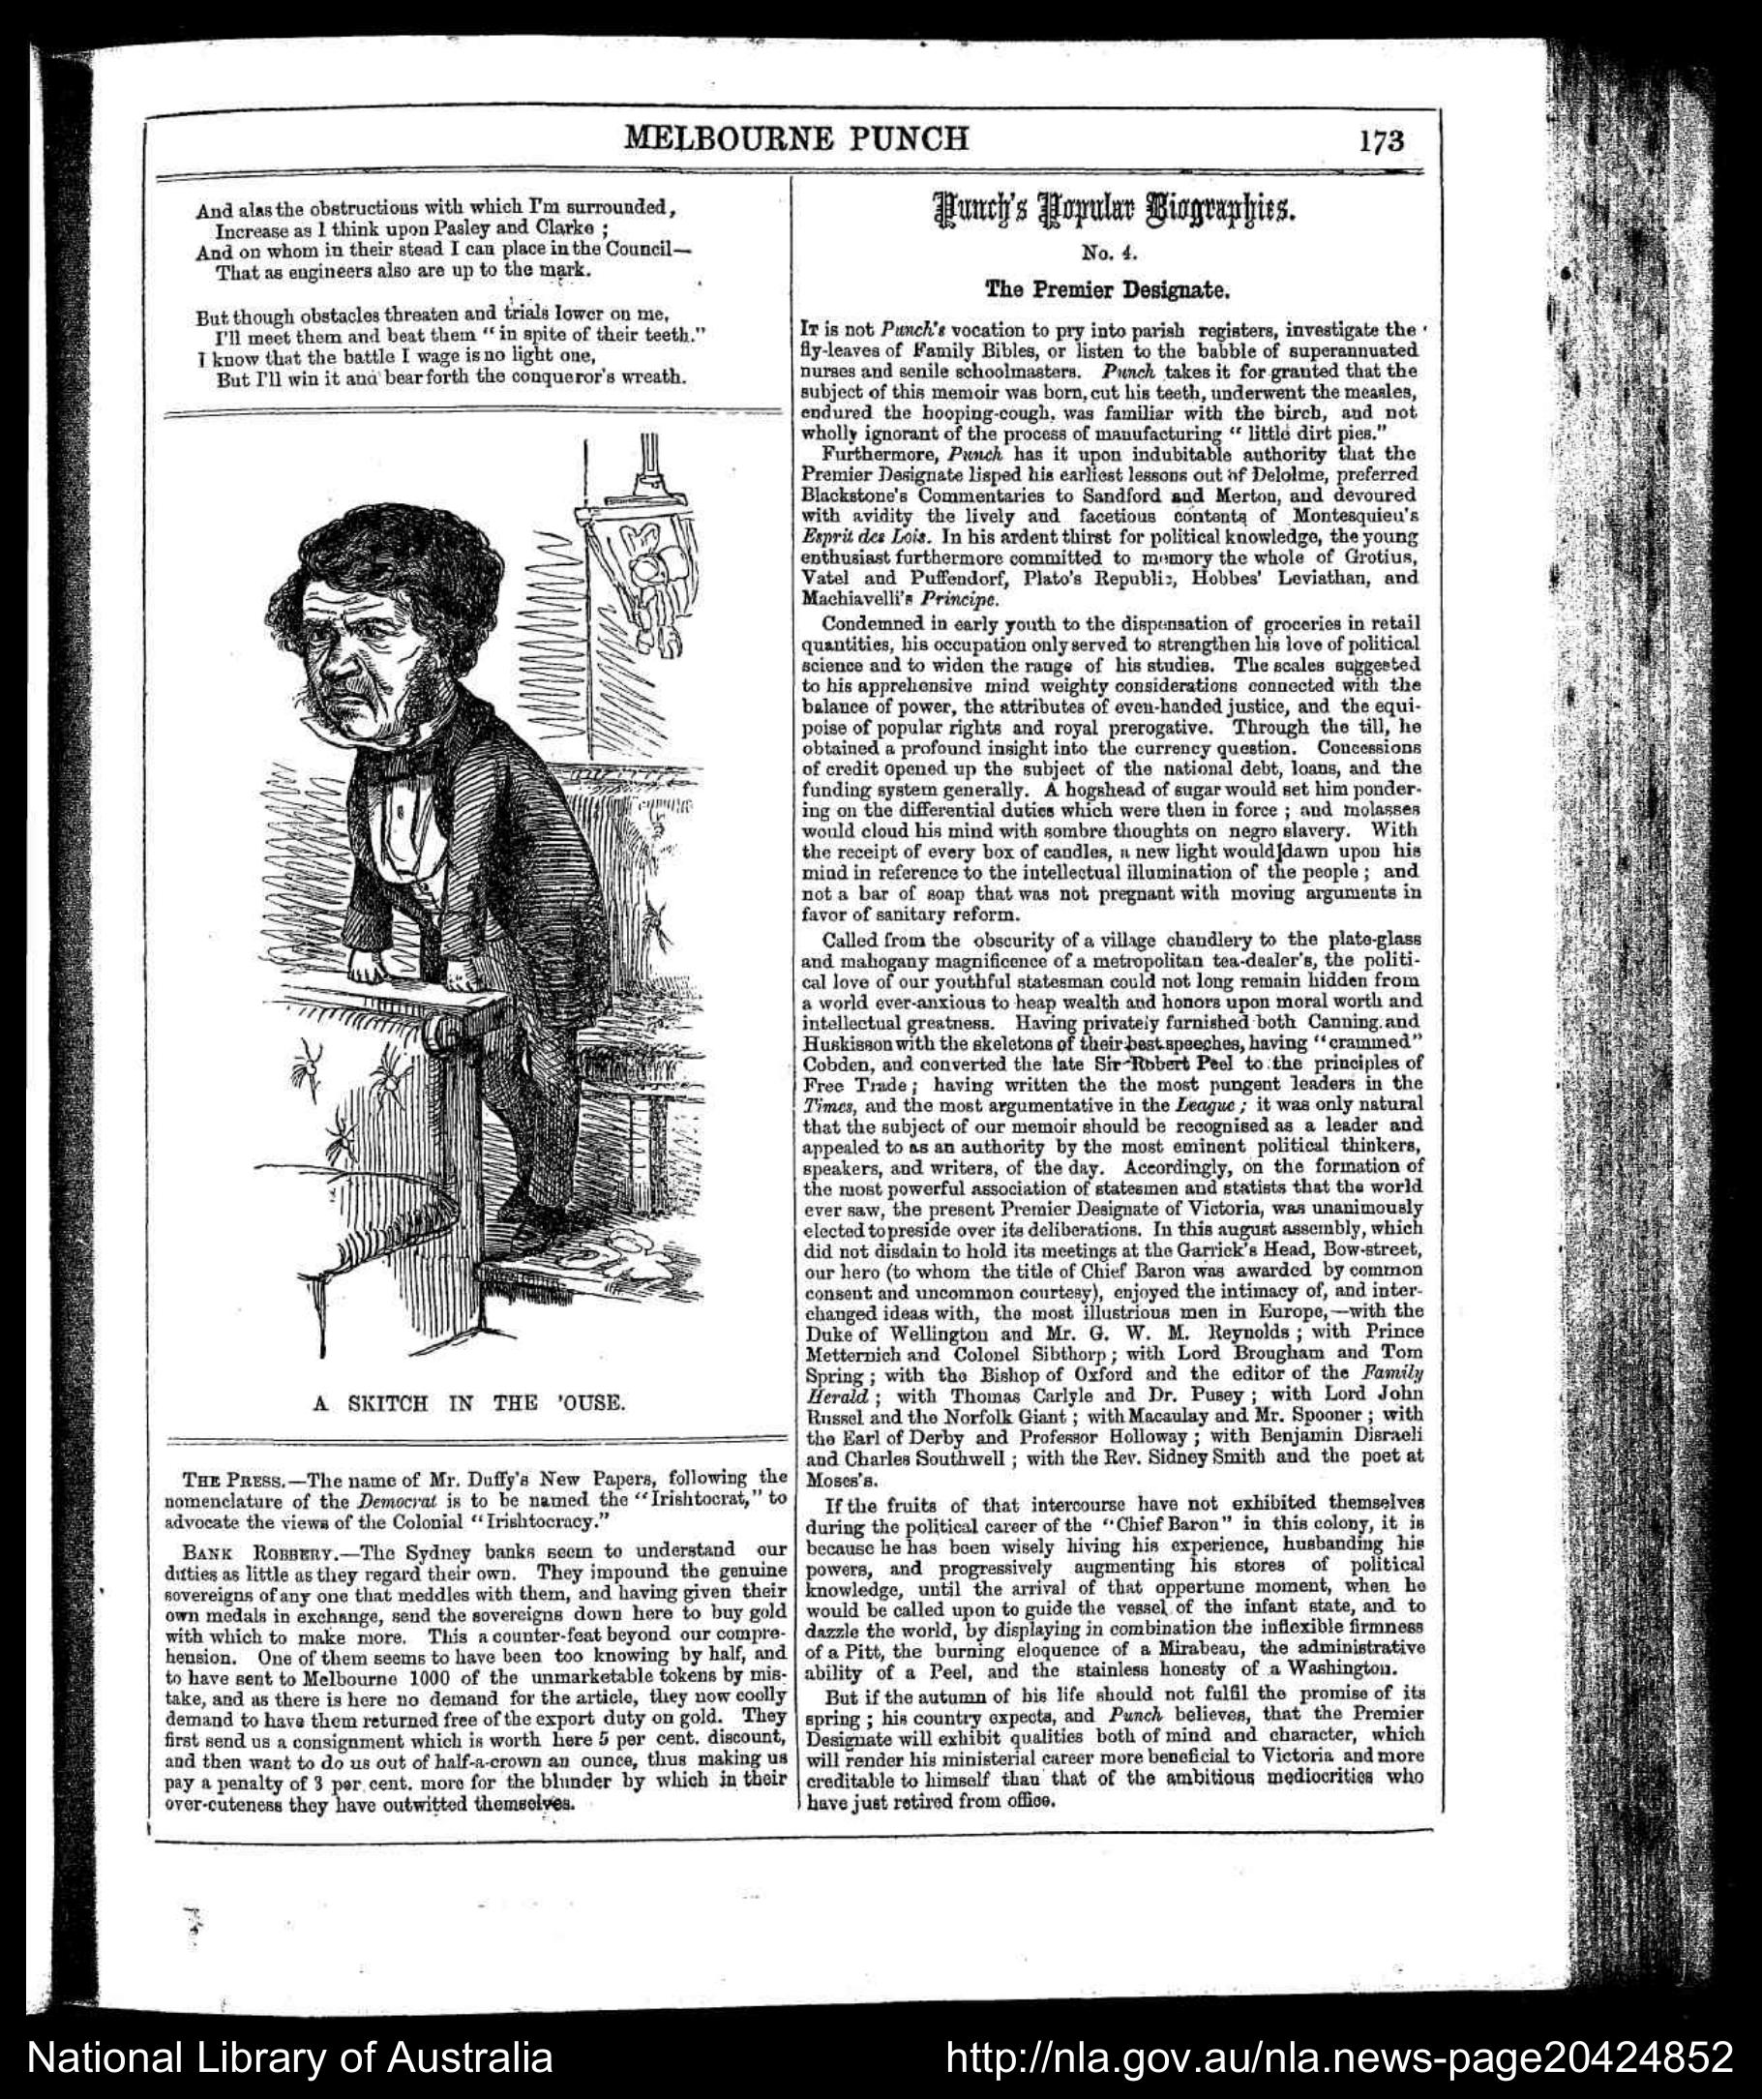 MELBOURNE PUNCH
173
And alas the obstructions with which I'm surrounded,
Increase as I think upon Pasley and Clarke ;
And on whom in their stead I can place in the Council—
That as engineers also are up to the mark.
But though obstacles threaten and trials lower on me,
I'll meet them and beat them "in spite of their teeth."
I know that the battle I wage is no light one,
But I'll win it and bear forth the conqueror's wreath.
A SKITCH IN THE 'OUSE.
THE PRESS.—The name of Mr. Duffy's New Papers, following the
nomenclature of the Democrat is to be named the "Irishtocrat," to
advocate the views of the Colonial "Irishtocracy."
BANK ROBBERY.—The Sydney banks seem to understand our
duties as little as they regard their own. They impound the genuine
sovereigns of any one that meddles with them, and having given their
own medals in exchange, send the sovereigns down here to buy gold
with which to make more. This a counter-feat beyond our compre-
hension. One of them seems to have been too knowing by half, and
to have sent to Melbourne 1000 of the unmarketable tokens by mis-
take, and as there is here no demand for the article, they now coolly
demand to have them returned free of the export duty on gold. They
first send us a consignment which is worth here 5 per cent. discount,
and then want to do us out of half-a-crown an ounce, thus making us
pay a penalty of 3 per cent. more for the blunder by which in their
over-cuteness they have outwitted themselves.
Punch's Popular Biographies.
No. 4.
The Premier Designate.
IT is not Punch's vocation to pry into parish registers, investigate the
fly-leaves of Family Bibles, or listen to the babble of superannuated
nurses and senile schoolmasters. Punch takes it for granted that the
subject of this memoir was born, cut his teeth, underwent the measles,
endured the hooping-cough, was familiar with the birch, and not
wholly ignorant of the process of manufacturing "little dirt pies."
Furthermore, Punch has it upon indubitable authority that the
Premier Designate lisped his earliest lessons out of Delolme, preferred
Blackstone's Commentaries to Sandford and Merton, and devoured
with avidity the lively and facetious contents of Montesquieu's
Esprit des Lois. In his ardent thirst for political knowledge, the young
enthusiast furthermore committed to memory the whole of Grotius,
Vatel and Puffendorf, Plato's Republic, Hobbes' Leviathan, and
Machiavelli's Principe.
Condemned in early youth to the dispensation of groceries in retail
quantities, his occupation only served to strengthen his love of political
science and to widen the range of his studies. The scales suggested
to his apprehensive mind weighty considerations connected with the
balance of power, the attributes of even-handed justice, and the equi-
poise of popular rights and royal prerogative. Through the till, he
obtained a profound insight into the currency question. Concessions
of credit opened up the subject of the national debt, loans, and the
funding system generally. A hogshead of sugar would set him ponder-
ing on the differential duties which were then in force ; and molasses
would cloud his mind with sombre thoughts on negro slavery. With
the receipt of every box of candles, a new light would dawn upon his
mind in reference to the intellectual illumination of the people ; and
not a bar of soap that was not pregnant with moving arguments in
favor of sanitary reform.
Called from the obscurity of a village chandlery to the plate-glass
and mahogany magnificence of a metropolitan tea-dealer's, the politi-
cal love of our youthful statesman could not long remain hidden from
a world ever-anxious to heap wealth and honors upon moral worth and
intellectual greatness. Having privately furnished both Canning and
Huskisson with the skeletons of their best speeches, having "crammed"
Cobden, and converted the late Sir Robert Peel to the principles of
Free Trade ; having written the the most pungent leaders in the
Times, and the most argumentative in the League ; it was only natural
that the subject of our memoir should be recognised as a leader and
appealed to as an authority by the most eminent political thinkers,
speakers, and writers, of the day. Accordingly, on the formation of
the most powerful association of statesmen and statists that the world
ever saw, the present Premier Designate of Victoria, was unanimously
elected to preside over its deliberations. In this august assembly, which
did not disdain to hold its meetings at the Garrick's Head, Bow-street,
our hero (to whom the title of Chief Baron was awarded by common
consent and uncommon courtesy), enjoyed the intimacy of, and inter-
changed ideas with, the most illustrious men in Europe,—with the
Duke of Wellington and Mr. G. W. M. Reynolds ; with Prince
Metternich and Colonel Sibthorp ; with Lord Brougham and Tom
Spring ; with the Bishop of Oxford and the editor of the Family
Herald ; with Thomas Carlyle and Dr. Pusey ; with Lord John
Russel and the Norfolk Giant ; with Macaulay and Mr. Spooner ; with
the Earl of Derby and Professor Holloway ; with Benjamin Disraeli
and Charles Southwell ; with the Rev. Sidney Smith and the poet at
Moses's.
If the fruits of that intercourse have not exhibited themselves
during the political career of the "Chief Baron" in this colony, it is
because he has been wisely hiving his experience, husbanding his
powers, and progressively augmenting his stores of political
knowledge, until the arrival of that oppertune moment, when he
would be called upon to guide the vessel of the infant state, and to
dazzle the world, by displaying in combination the inflexible firmness
of a Pitt, the burning eloquence of a Mirabeau, the administrative
ability of a Peel, and the stainless honesty of a Washington.
But if the autumn of his life should not fulfil the promise of its
spring ; his country expects, and Punch believes, that the Premier
Designate will exhibit qualities both of mind and character, which
will render his ministerial career more beneficial to Victoria and more
creditable to himself than that of the ambitious mediocrities who
have just retired from office.
National Library of Australia
http://nla.gov.au/nla.news-page20424852